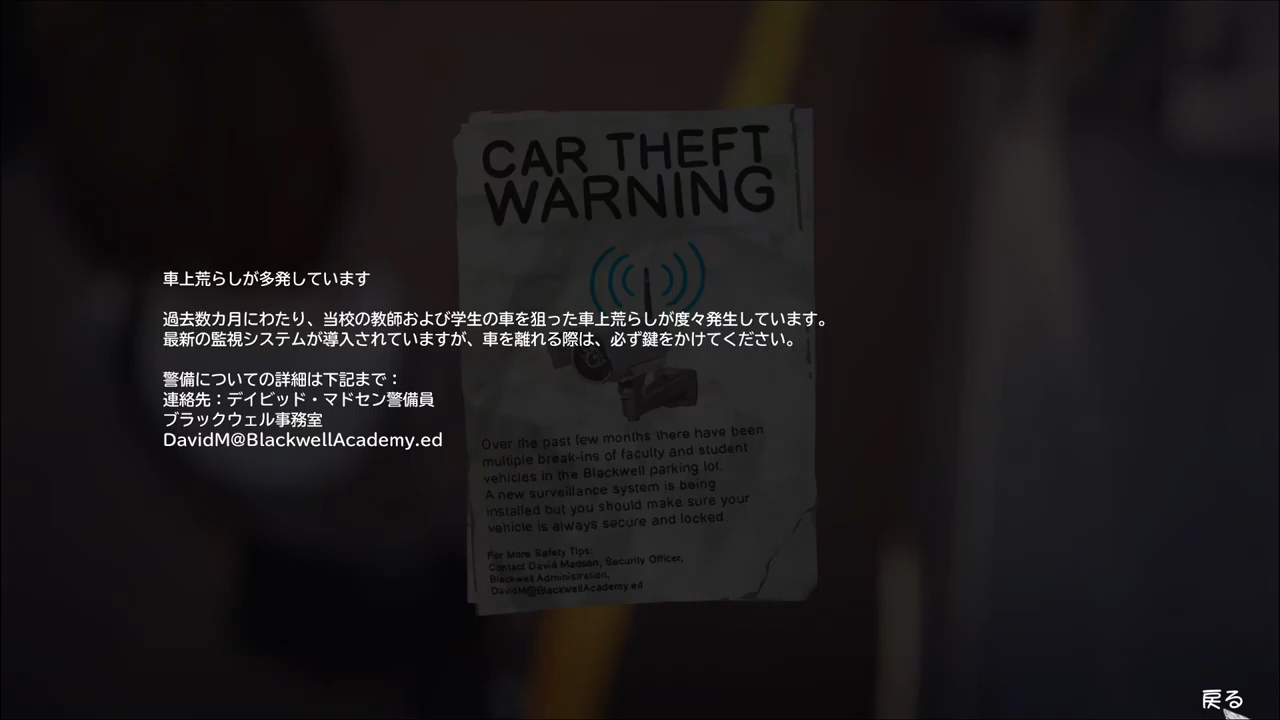 CAR THEFT
WARNING
車上荒らしが多発しています
過去数カ月にわたり、当校の教師および学生の車を狙った車上荒らしが度々発生しています。
最新の監視システムが導入されていますが、車を離れる際は、必ず鍵をかけてください。
警備についての詳細は下記まで：
連絡先：デイビッド・マドセン警備員
ブラックウェル事務室
DavidM@BlackwellAcademy.ed
Over the past few months there have been
multiple break-ins of faculty and student
vehicles in the Blackwell parking lot.
A new surveillance system is being
installed but you should make sure your
vehicle is always secure and locked
For More Safety Tips:
Contact David Madsen, Security Officer,
Blackwell Administration,
DavidM@BlackwellAcademy.ed
戻る